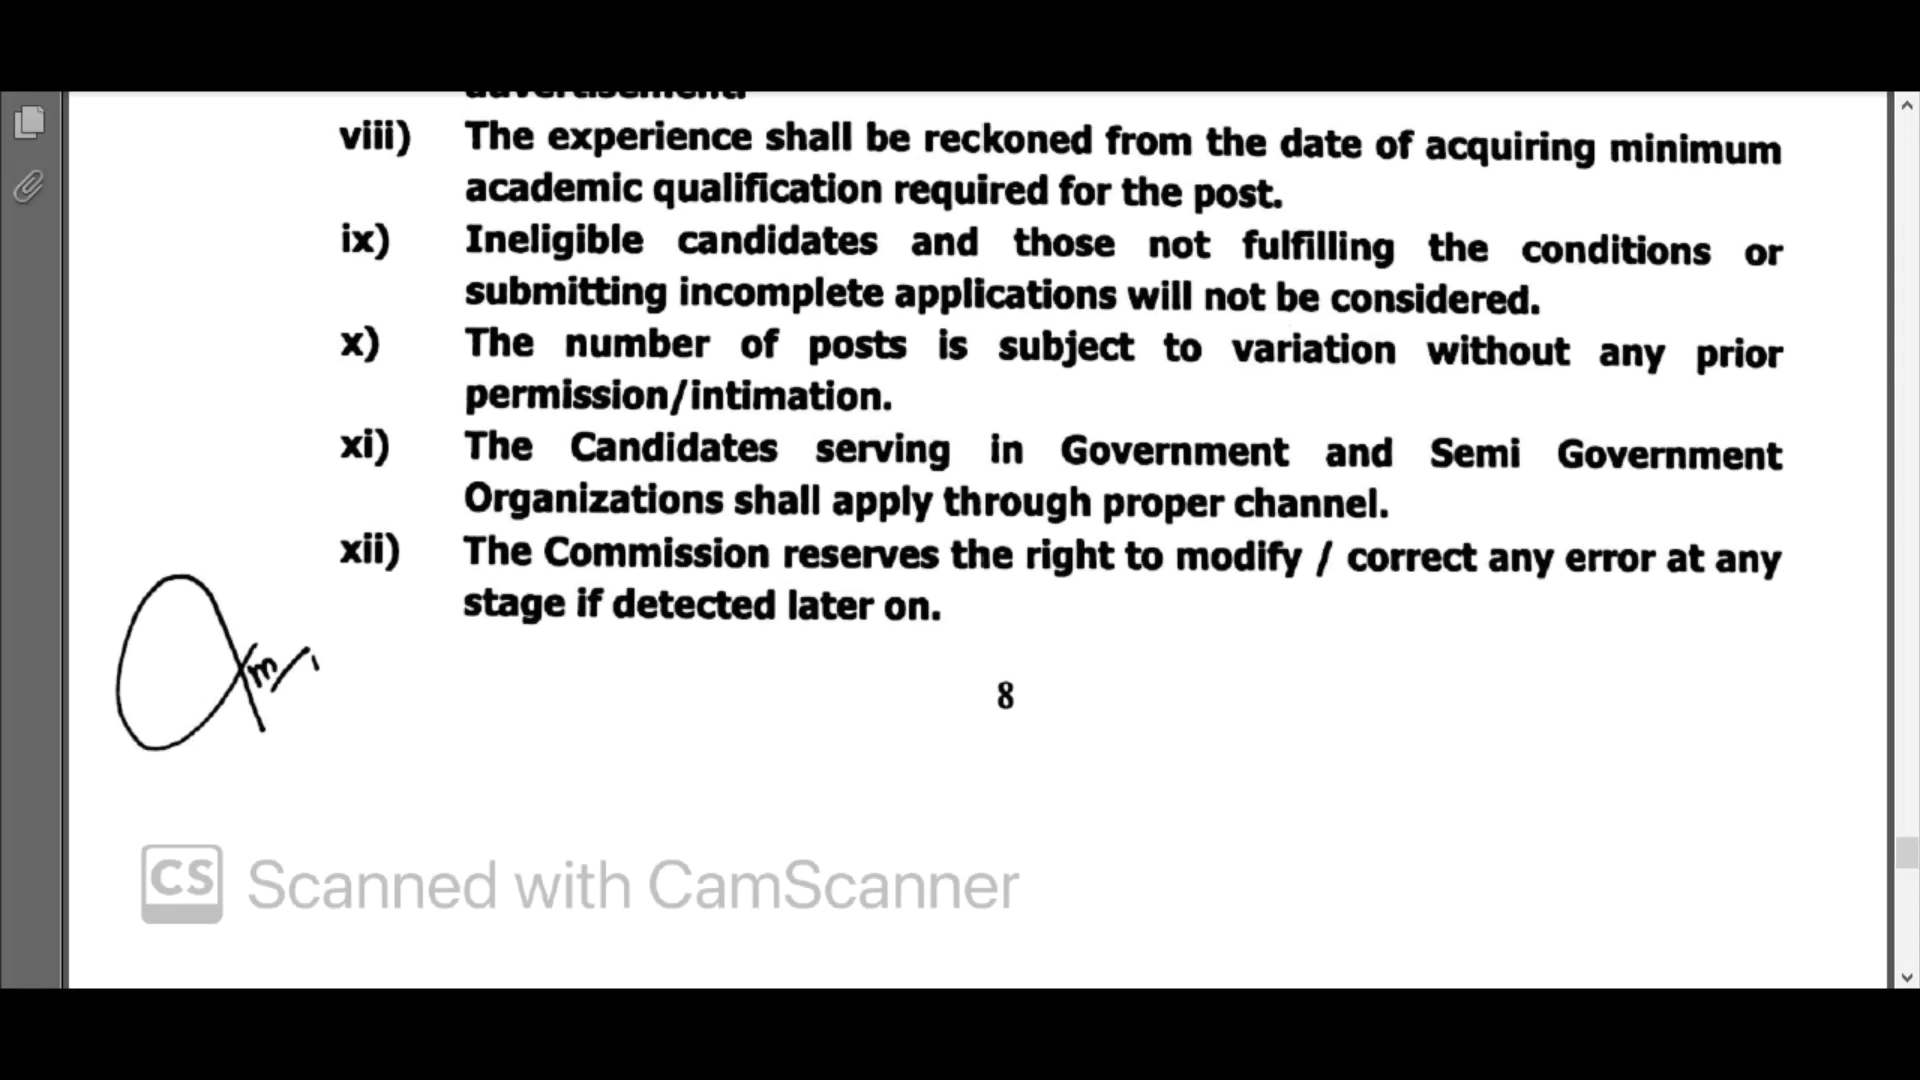 advertisement.
viii) The experience shall be reckoned from the date of acquiring minimum
academic qualification required for the post.
ix) Ineligible candidates and those not fulfilling the conditions or
submitting incomplete applications will not be considered.
x) The number of posts is subject to variation without any prior
permission/intimation.
xi) The Candidates serving in Government and Semi Government
Organizations shall apply through proper channel.
xii) The Commission reserves the right to modify / correct any error at any
stage if detected later on.
8
CS Scanned with CamScanner